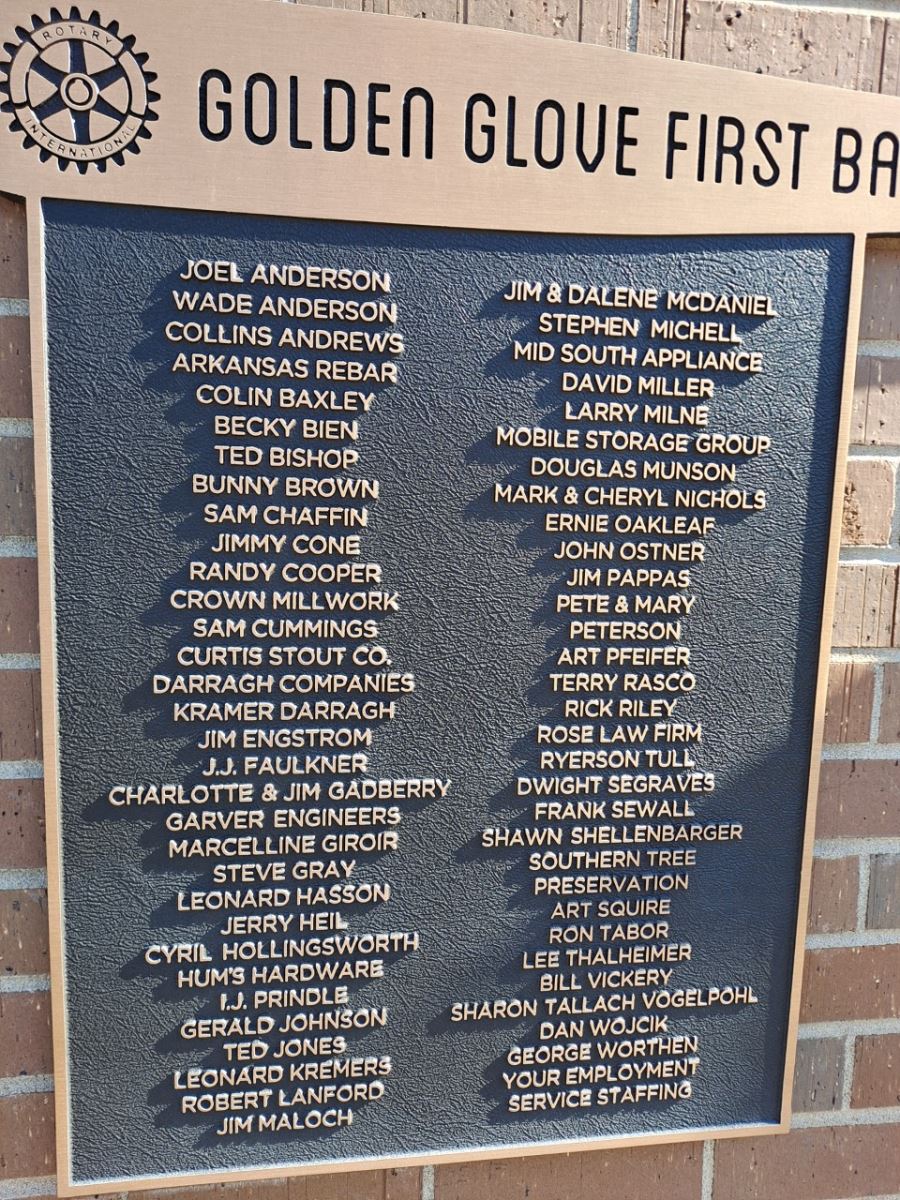 ROTARY
INTERNATIONAL
GOLDEN GLOVE FIRST BA
JOEL ANDERSON
WADE ANDERSON
COLLINS ANDREWS
ARKANSAS REBAR
COLIN BAXLEY
BECKY BIEN
TED BISHOP
BUNNY BROWN
SAM CHAFFIN
JIMMY CONE
RANDY COOPER
CROWN MILLWORK
SAM CUMMINGS
CURTIS STOUT CO.
DARRAGH COMPANIES
KRAMER DARRAGH
JIM ENGSTROM
J.J. FAULKNER
CHARLOTTE & JIM GADBERRY
GARVER ENGINEERS
MARCELLINE GIROIR
STEVE GRAY
LEONARD HASSON
JERRY HEIL
CYRIL HOLLINGSWORTH
HUM'S HARDWARE
I.J. PRINDLE
GERALD JOHNSON
TED JONES
LEONARD KREMERS
ROBERT LANFORD
JIM MALOCH
JIM & DALENE MCDANIEL
STEPHEN MICHELL
MID SOUTH APPLIANCE
DAVID MILLER
LARRY MILNE
MOBILE STORAGE GROUP
DOUGLAS MUNSON
MARK & CHERYL NICHOLS
ERNIE OAKLEAF
JOHN OSTNER
JIM PAPPAS
PETE & MARY
PETERSON
ART PFEIFER
TERRY RASCO
RICK RILEY
ROSE LAW FIRM
RYERSON TULL
DWIGHT SEGRAVES
FRANK SEWALL
SHAWN SHELLENBARGER
SOUTHERN TREE
PRESERVATION
ART SQUIRE
RON TABOR
LEE THALHEIMER
BILL VICKERY
SHARON TALLACH VOGELPOHL
DAN WOJCIK
GEORGE WORTHEN
YOUR EMPLOYMENT
SERVICE STAFFING